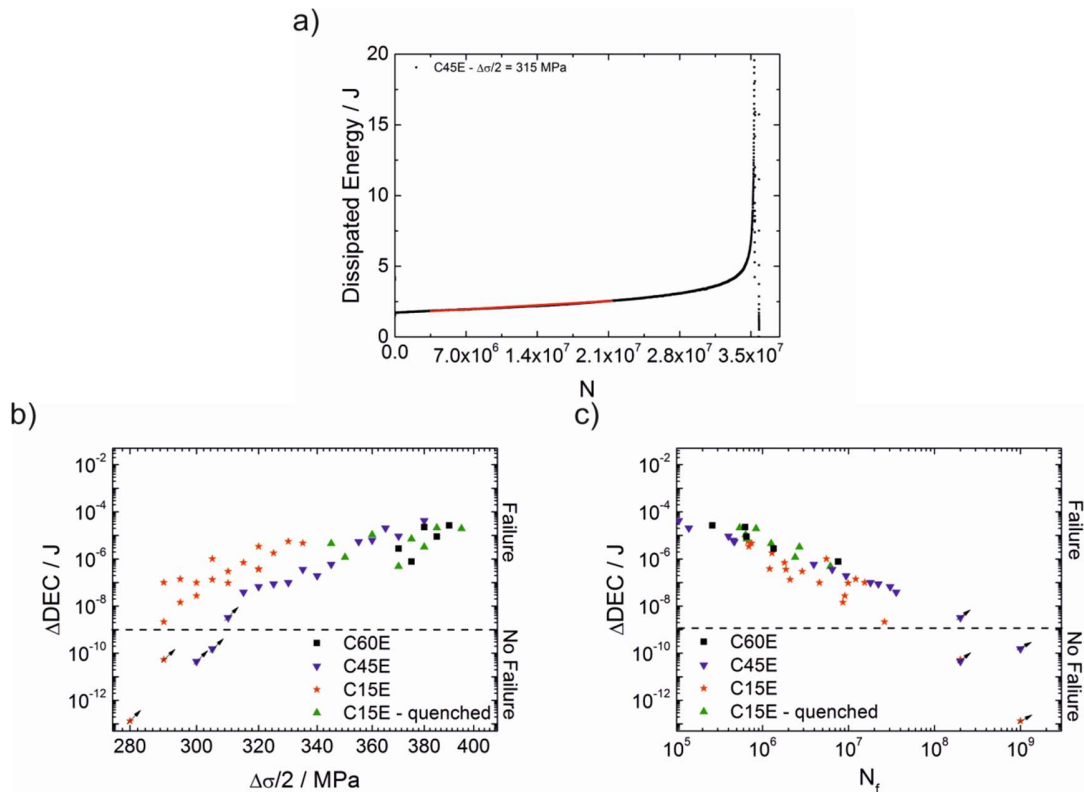 a)
20
15
10
5
0
Dissipated Energy / J
C45E - Δσ/2 = 315 MPa
0.0
7.0x10⁶
1.4x10⁷
2.1x10⁷
2.8x10⁷
3.5x10⁷
N
b)
10⁻²
10⁻⁴
10⁻⁶
10⁻⁸
10⁻¹⁰
10⁻¹²
ΔDEC / J
Failure
No Failure
C60E
C45E
C15E
C15E - quenched
280
300
320
340
360
380
400
Δσ/2 / MPa
c)
10⁻²
10⁻⁴
10⁻⁶
10⁻⁸
10⁻¹⁰
10⁻¹²
ΔDEC / J
Failure
No Faliure
C60E
C45E
C15E
C15E - quenched
10⁵
10⁶
10⁷
10⁸
10⁹
N_f